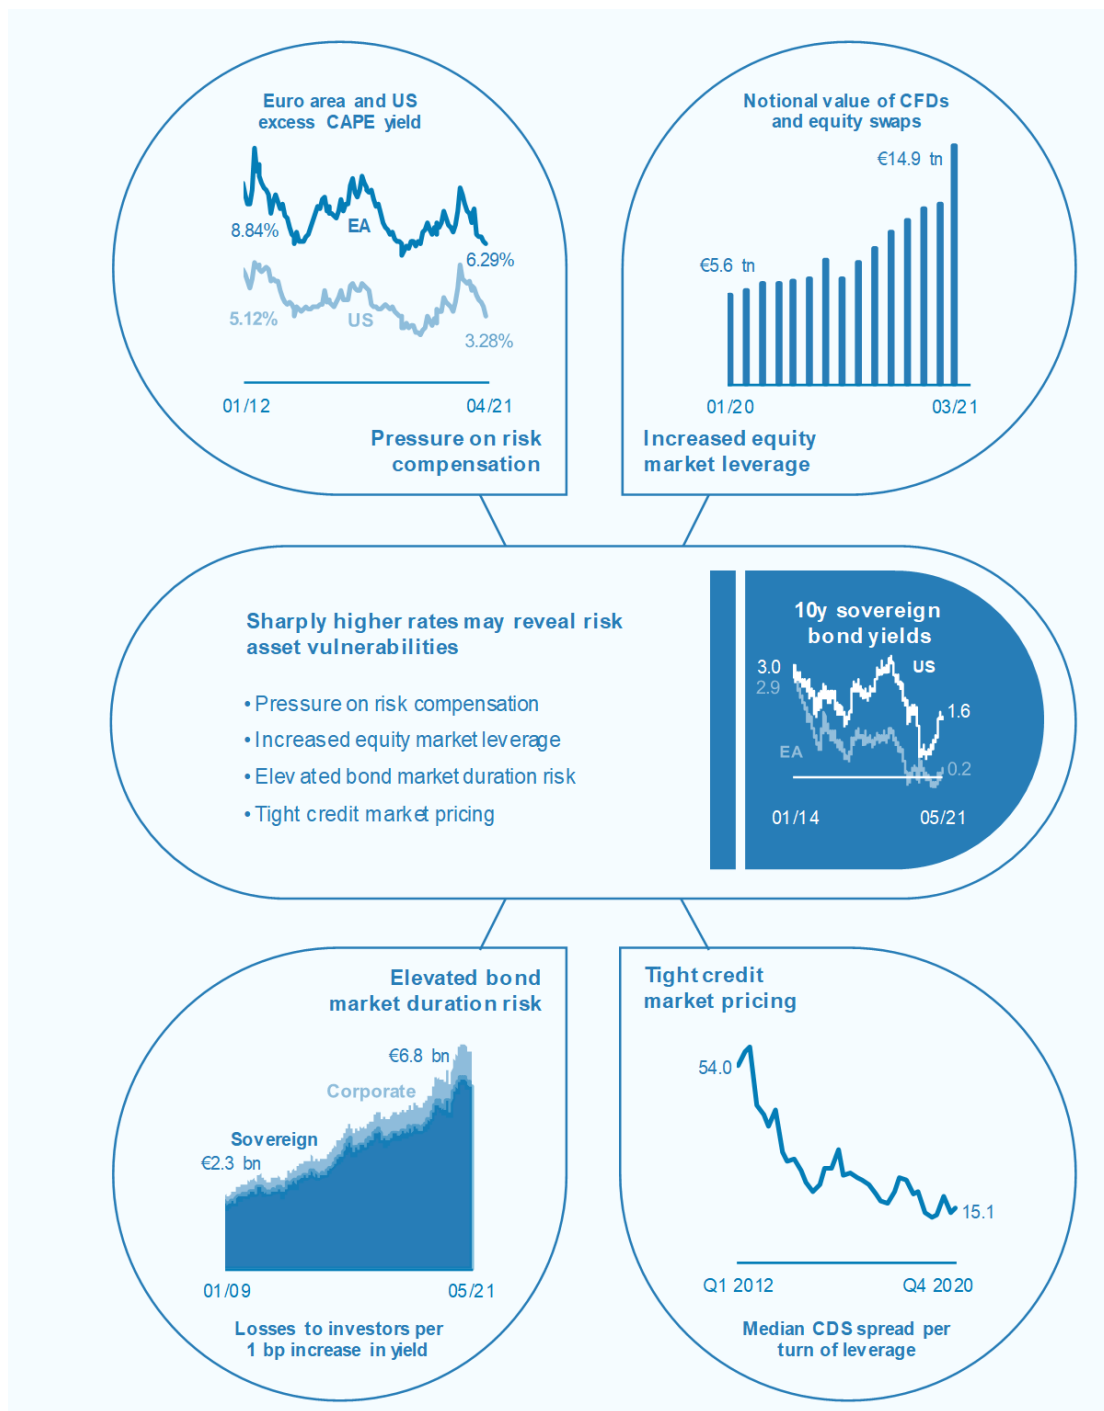 Euro area and US
excess CAPE yield
8.84%
EA
6.29%
5.12%
US
3.28%
01/12
04/21
Pressure on risk
compensation
Notional value of CFDs
and equity swaps
€14.9 tn
€5.6 tn
01/20
03/21
Increased equity
market leverage
Sharply higher rates may reveal risk
asset vulnerabilities
• Pressure on risk compensation
• Increased equity market leverage
• Elevated bond market duration risk
• Tight credit market pricing
10y sovereign
bond yields
3.0
US
2.9
1.6
EA
0.2
01/14
05/21
Elevated bond
market duration risk
€6.8 bn
Corporate
Sovereign
€2.3 bn
01/09
05/21
Losses to investors per
1 bp increase in yield
Tight credit
market pricing
54.0
15.1
Q1 2012
Q4 2020
Median CDS spread per
turn of leverage